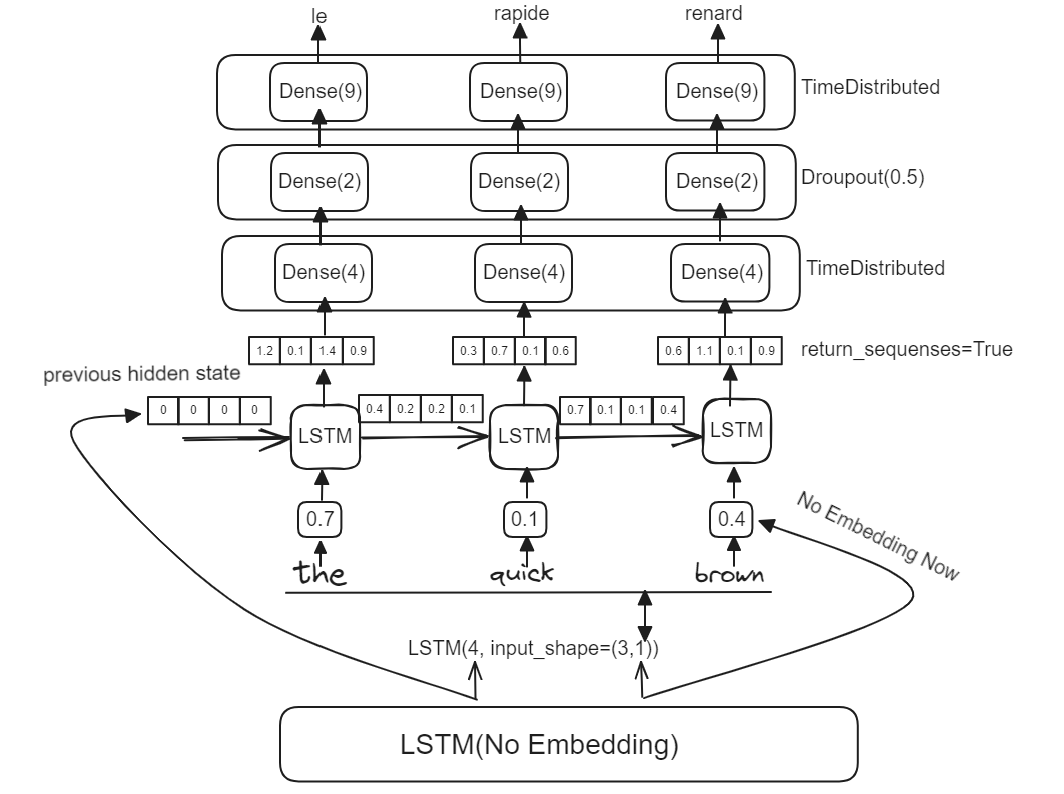 le rapide renard
Dense(9) Dense(9) Dense(9) TimeDistributed
Dense(2) Dense(2) Dense(2) Droupout(0.5)
Dense(4) Dense(4) Dense(4) TimeDistributed
1.2 0.1 1.4 0.9 0.3 0.7 0.1 0.6 0.6 1.1 0.1 0.9 return_sequenses=True
previous hidden state
0 0 0 0 0.4 0.2 0.2 0.1 0.7 0.1 0.1 0.4
LSTM LSTM LSTM
0.7 0.1 0.4
No Embedding Now
the quick brown
LSTM(4, input_shape=(3,1))
LSTM(No Embedding)